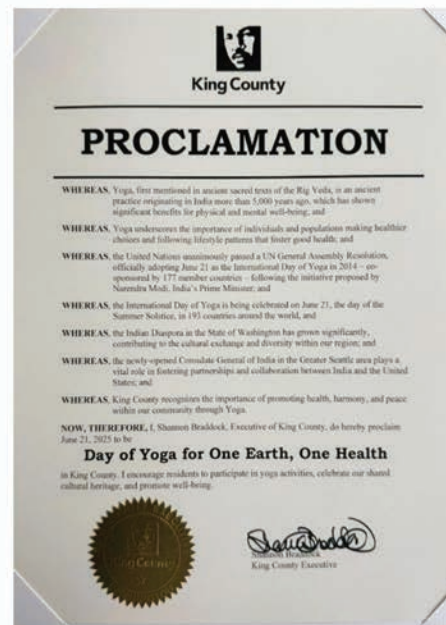 King County
PROCLAMATION
WHEREAS, Yoga, first mentioned in ancient sacred texts of the Rig Veda, is an ancient
practice originating in India more than 5,000 years ago, which has shown
significant benefits for physical and mental well-being; and
WHEREAS, Yoga underscores the importance of individuals and populations making healthier
choices and following lifestyle patterns that foster good health; and
WHEREAS, the United Nations unanimously passed a UN General Assembly Resolution,
officially adopting June 21 as the International Day of Yoga in 2014 – co-
sponsored by 177 member countries – following the initiative proposed by
Narendra Modi, India's Prime Minister; and
WHEREAS, the International Day of Yoga is being celebrated on June 21, the day of the
Summer Solstice, in 193 countries around the world, and
WHEREAS, the Indian Diaspora in the State of Washington has grown significantly,
contributing to the cultural exchange and diversity within our region; and
WHEREAS, the newly-opened Consulate General of India in the Greater Seattle area plays a
vital role in fostering partnerships and collaboration between India and the United
States; and
WHEREAS, King County recognizes the importance of promoting health, harmony, and peace
within our community through Yoga.
NOW, THEREFORE, I, Shannon Braddock, Executive of King County, do hereby proclaim
June 21, 2025 to be
Day of Yoga for One Earth, One Health
in King County. I encourage residents to participate in yoga activities, celebrate our shared
cultural heritage, and promote well-being.
King County
Shannon Braddock
King County Executive